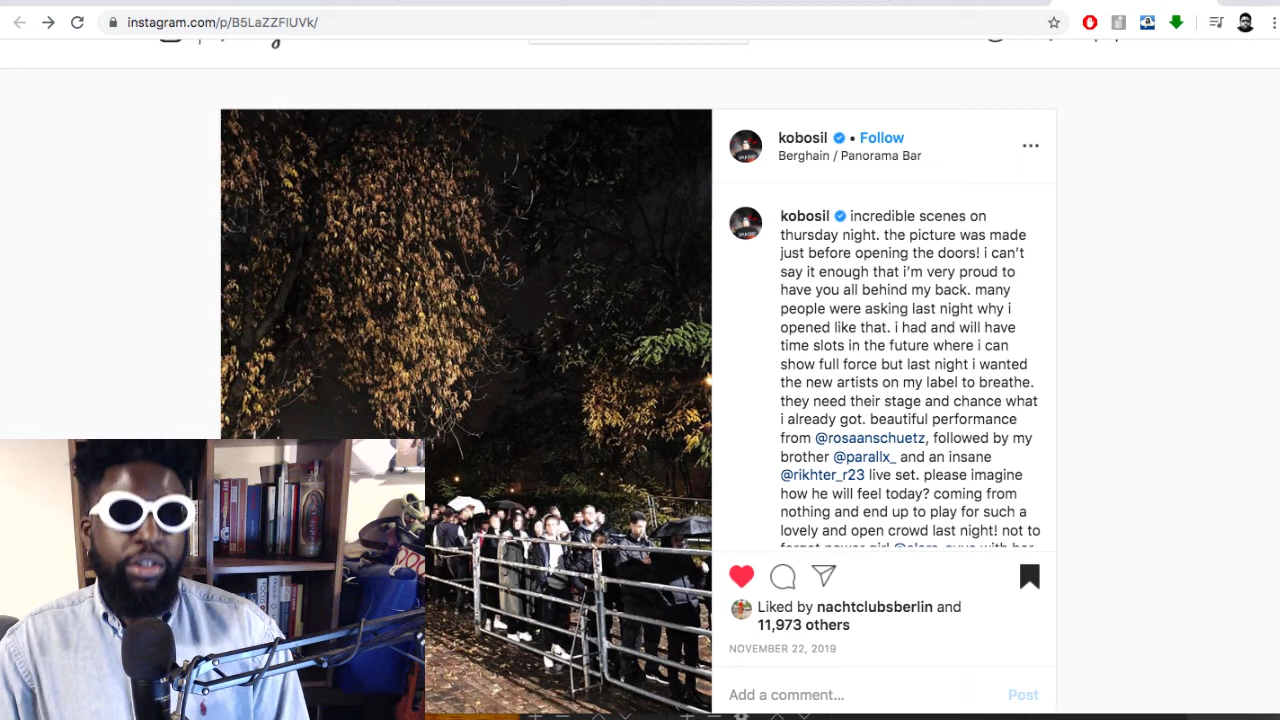 instagram.com/p/B5LaZZFlUVk/
kobosil • Follow
Berghain / Panorama Bar
kobosil incredible scenes on
thursday night. the picture was made
just before opening the doors! i can't
say it enough that i'm very proud to
have you all behind my back. many
people were asking last night why i
opened like that. i had and will have
time slots in the future where i can
show full force but last night i wanted
the new artists on my label to breathe.
they need their stage and chance what
i already got. beautiful performance
from @rosaanschuetz, followed by my
brother @parallx_ and an insane
@rikhter_r23 live set. please imagine
how he will feel today? coming from
nothing and end up to play for such a
lovely and open crowd last night! not to
Liked by nachtclubsberlin and
11,973 others
NOVEMBER 22, 2019
Add a comment...
Post